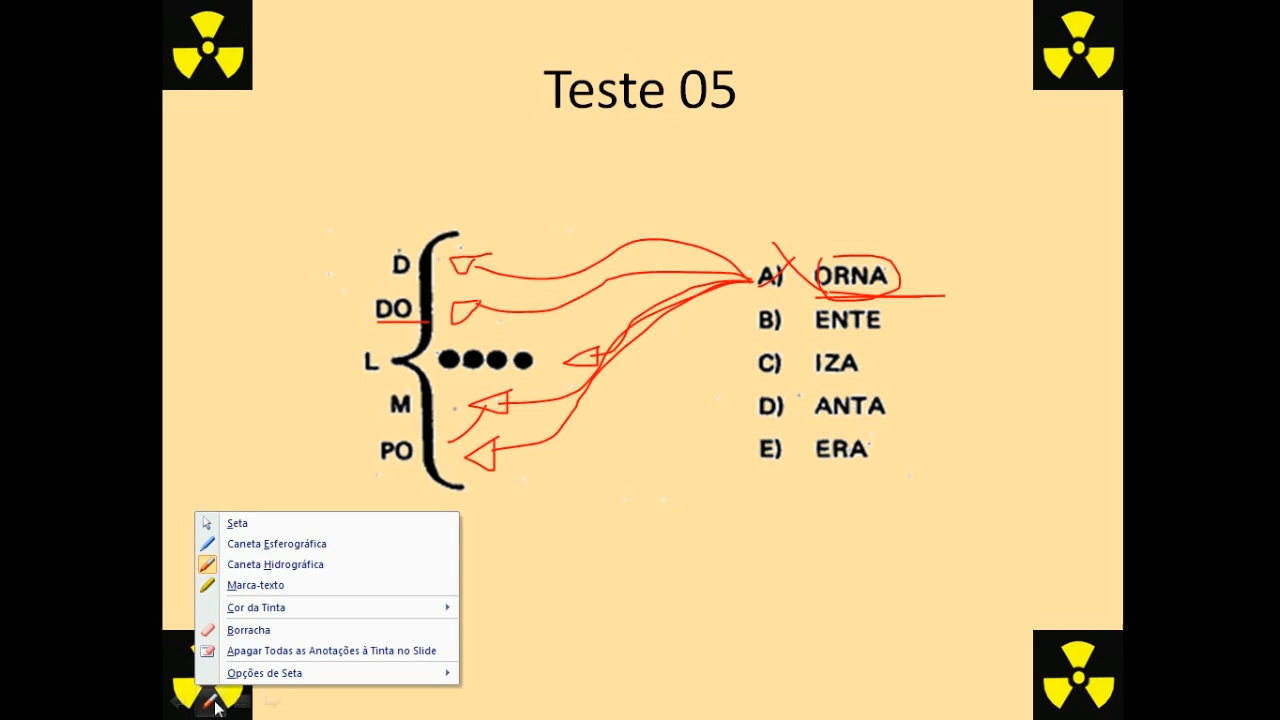 Teste 05
D
DO
L
M
PO
A) ORNA
B) ENTE
C) IZA
D) ANTA
E) ERA
Seta
Caneta Esferográfica
Caneta Hidrográfica
Marca-texto
Cor da Tinta
Borracha
Apagar Todas as Anotações à Tinta no Slide
Opções de Seta